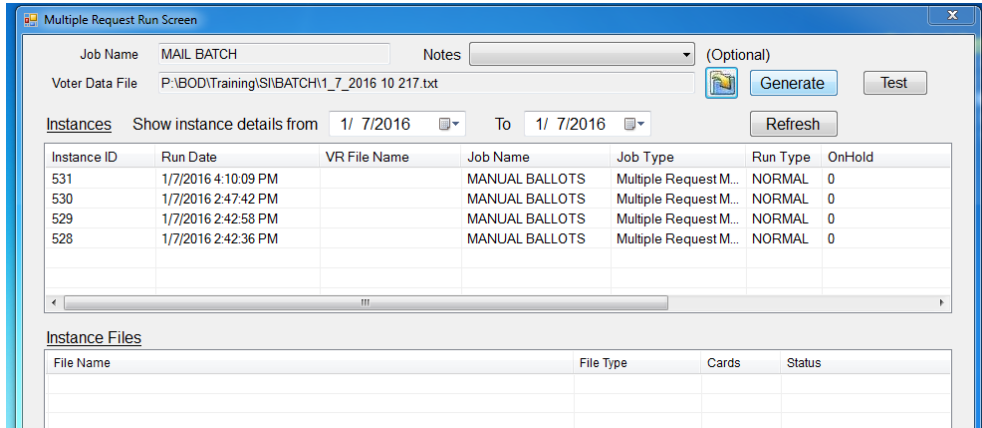 Multiple Request Run Screen x
Job Name MAIL BATCH Notes (Optional)
Voter Data File P:\BOD\Training\SI\BATCH\1_7_2016 10 217.txt Generate Test
Instances Show instance details from 1/ 7/2016 To 1/ 7/2016 Refresh
Instance ID Run Date VR File Name Job Name Job Type Run Type OnHold
531 1/7/2016 4:10:09 PM MANUAL BALLOTS Multiple Request M... NORMAL 0
530 1/7/2016 2:47:42 PM MANUAL BALLOTS Multiple Request M... NORMAL 0
529 1/7/2016 2:42:58 PM MANUAL BALLOTS Multiple Request M... NORMAL 0
528 1/7/2016 2:42:36 PM MANUAL BALLOTS Multiple Request M... NORMAL 0
Instance Files
File Name File Type Cards Status